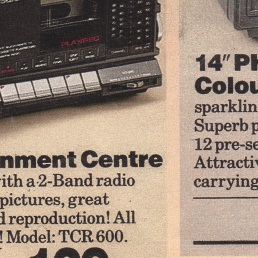 nment Centre
ith a 2-Band radio
pictures, great
d reproduction! All
! Model: TCR 600.
14" PH
Colou
sparklin
Superb p
12 pre-se
Attractiv
carrying